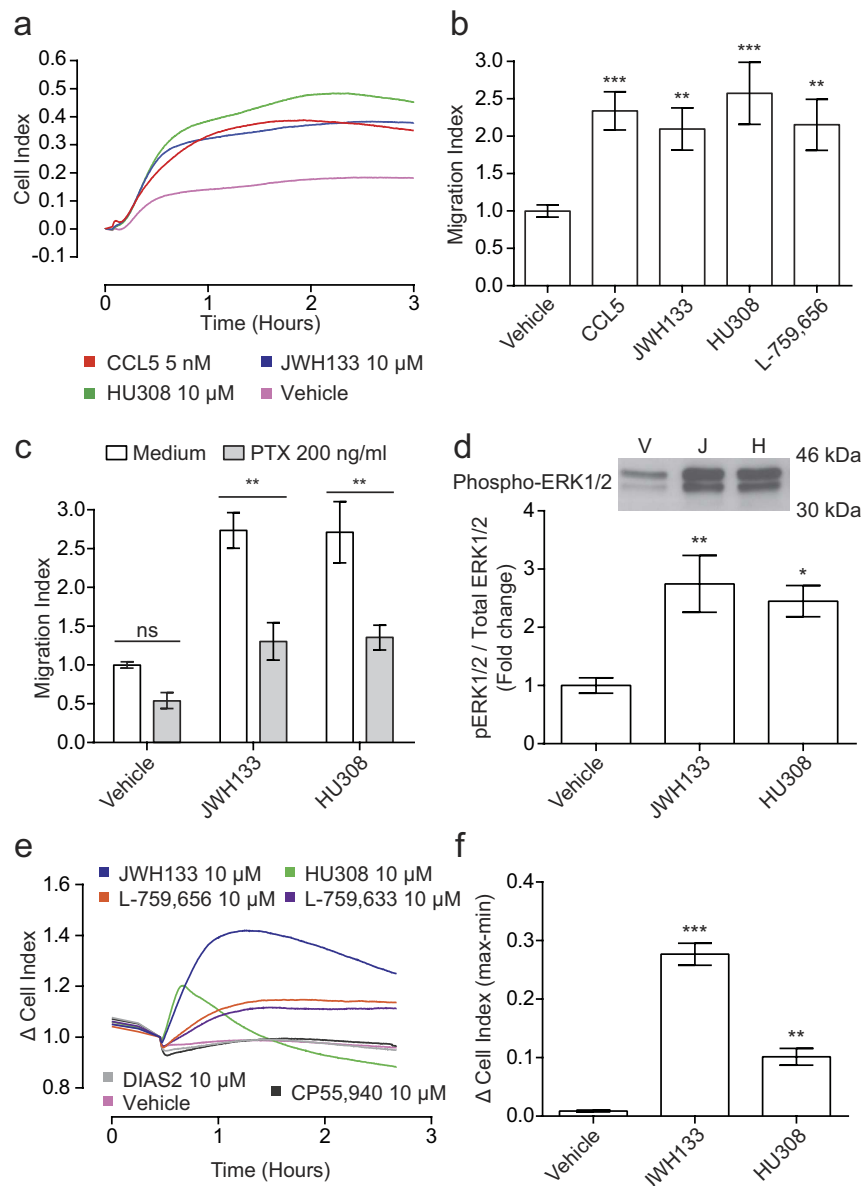 a
0.6
0.5
0.4
0.3
0.2
0.1
0.0
-0.1
Cell Index
0
1
2
3
Time (Hours)
CCL5 5 nM
JWH133 10 µM
HU308 10 µM
Vehicle
b
3.0
2.5
2.0
1.5
1.0
0.5
0.0
Migration Index
***
**
***
**
Vehicle
CCL5
JWH133
HU308
L-759,656
c
Medium
PTX 200 ng/ml
3.0
2.5
2.0
1.5
1.0
0.5
0.0
Migration Index
ns
**
**
Vehicle
JWH133
HU308
d
V J H
Phospho-ERK1/2
46 kDa
30 kDa
4
3
2
1
0
pERK1/2 / Total ERK1/2
(Fold change)
**
*
Vehicle
JWH133
HU308
e
JWH133 10 µM
HU308 10 µM
L-759,656 10 µM
L-759,633 10 µM
1.6
1.4
1.2
1.0
0.8
Δ Cell Index
DIAS2 10 µM
Vehicle
CP55,940 10 µM
0
1
2
3
Time (Hours)
f
0.4
0.3
0.2
0.1
0.0
Δ Cell Index (max-min)
***
**
Vehicle
IWH133
HU308